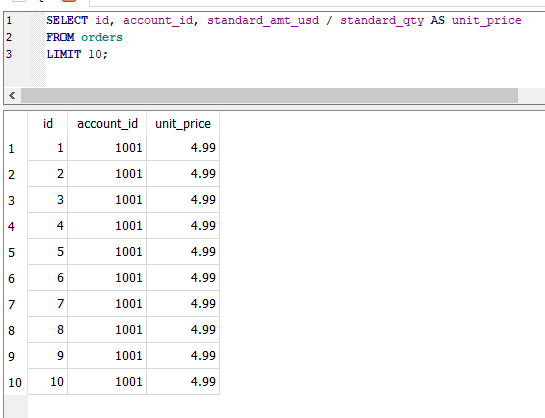 1 SELECT id, account_id, standard_amt_usd / standard_qty AS unit_price
2 FROM orders
3 LIMIT 10;
id account_id unit_price
1 1 1001 4.99
2 2 1001 4.99
3 3 1001 4.99
4 4 1001 4.99
5 5 1001 4.99
6 6 1001 4.99
7 7 1001 4.99
8 8 1001 4.99
9 9 1001 4.99
10 10 1001 4.99